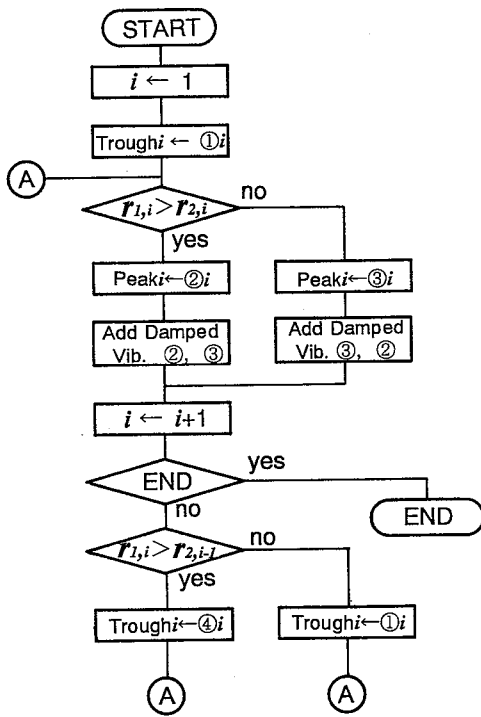 START
i ← 1
Troughi ← ①i
A
r1,i>r2,i
no
yes
Peaki←②i
Peaki←③i
Add Damped
Vib. ②, ③
Add Damped
Vib. ③, ②
i ← i+1
END
yes
END
no
r1,i>r2,i-1
no
yes
Troughi←④i
Troughi←①i
A
A